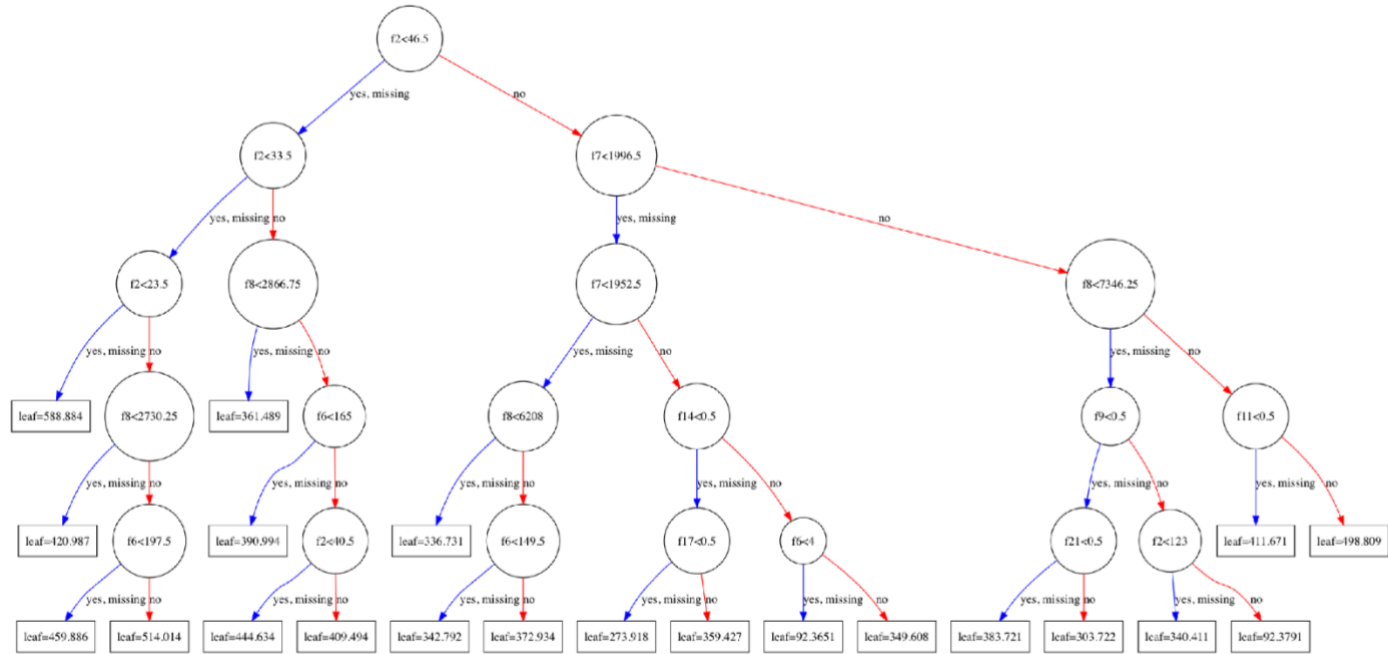 f2<46.5
yes, missing
no
f2<33.5
f7<1996.5
yes, missing
no
yes, missing
no
f2<23.5
f8<2866.75
f7<1952.5
f8<7346.25
yes, missing
no
yes, missing
no
yes, missing
no
yes, missing
no
leaf=588.884
f8<2730.25
leaf=361.489
f6<165
f8<6208
f14<0.5
f9<0.5
f11<0.5
yes, missing
no
yes, missing
no
yes, missing
no
yes, missing
no
yes, missing
no
yes, missing
no
leaf=420.987
f6<197.5
leaf=390.994
f2<40.5
leaf=336.731
f6<149.5
f17<0.5
f6<4
f21<0.5
f2<123
leaf=411.671
leaf=498.809
yes, missing
no
yes, missing
no
yes, missing
no
yes, missing
no
yes, missing
no
yes, missing
no
yes, missing
no
leaf=459.886
leaf=514.014
leaf=444.634
leaf=409.494
leaf=342.792
leaf=372.934
leaf=273.918
leaf=359.427
leaf=92.3651
leaf=349.608
leaf=383.721
leaf=303.722
leaf=340.411
leaf=92.3791